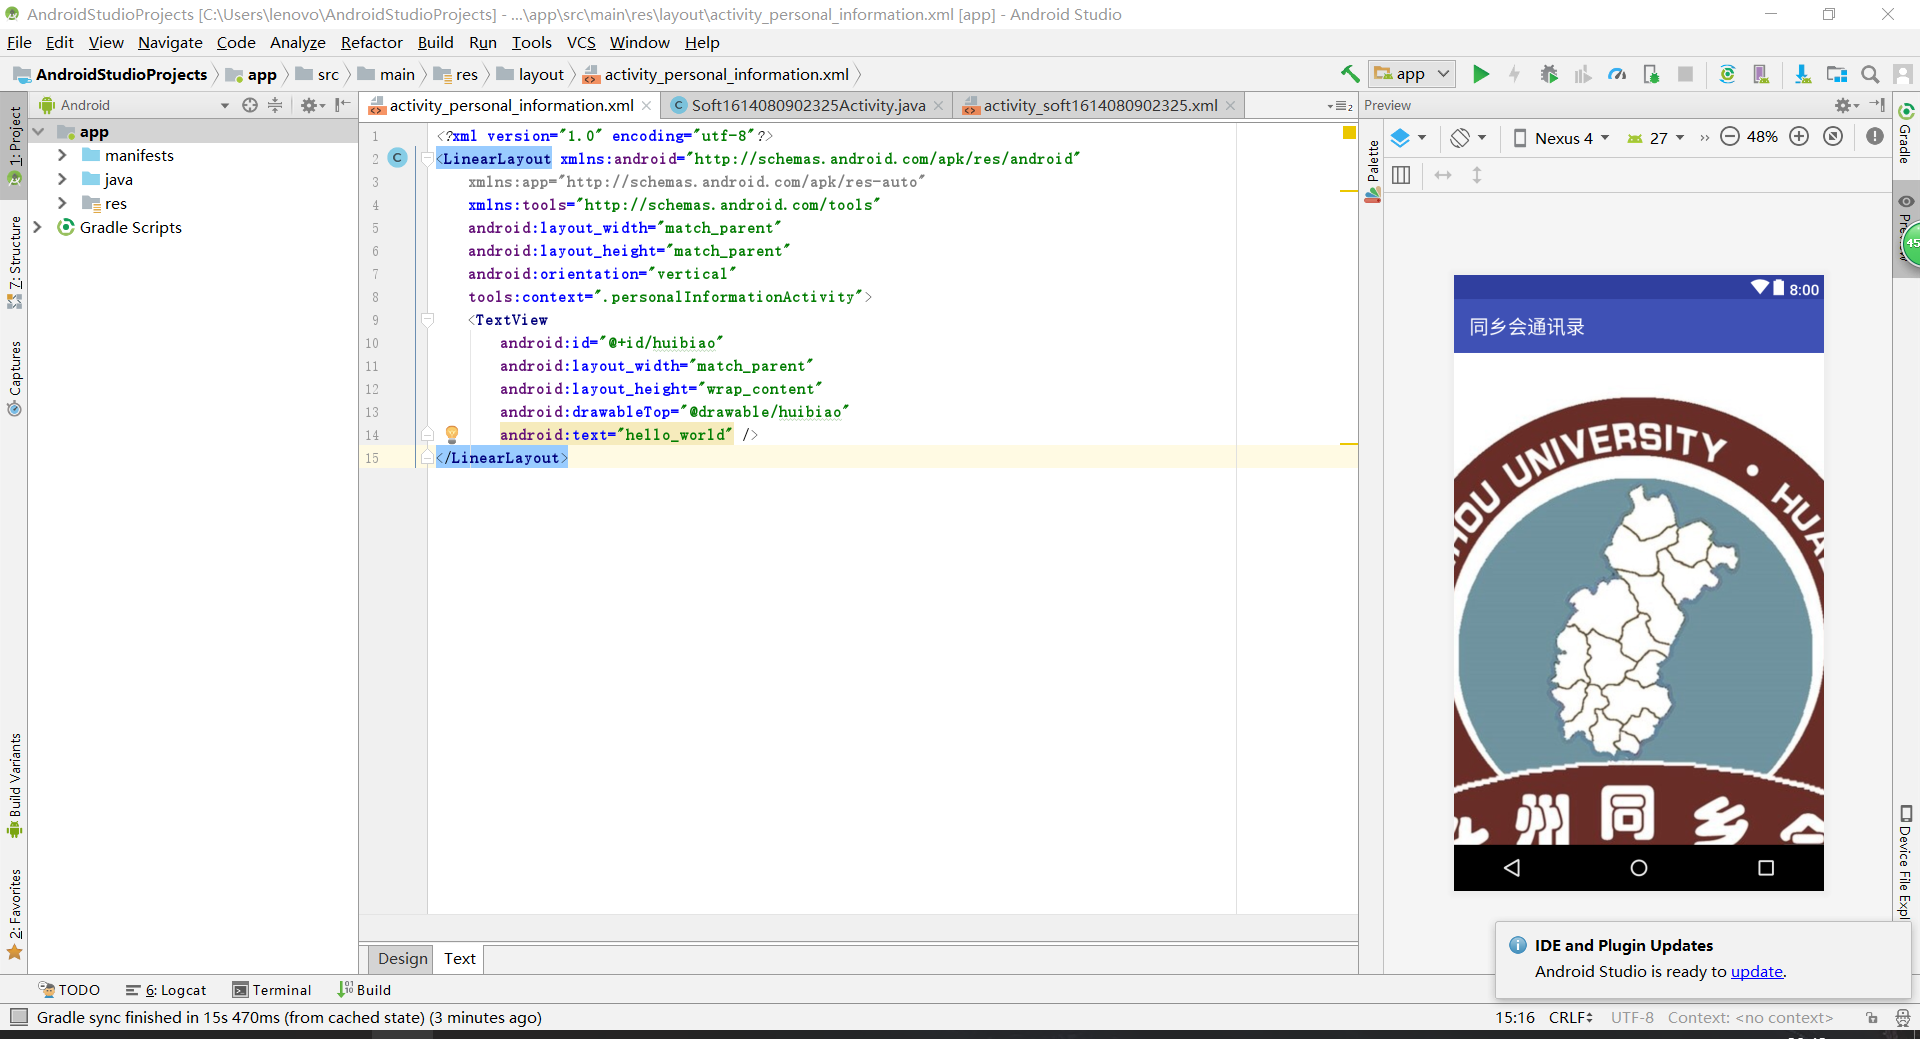 AndroidStudioProjects [C:\Users\lenovo\AndroidStudioProjects] - ...\app\src\main\res\layout\activity_personal_information.xml [app] - Android Studio
File Edit View Navigate Code Analyze Refactor Build Run Tools VCS Window Help
AndroidStudioProjects app src main res layout activity_personal_information.xml app
Android activity_personal_information.xml Soft1614080902325Activity.java activity_soft1614080902325.xml 2 Preview
Nexus 4 27 48%
1: Project
Z: Structure
Captures
Build Variants
2: Favorites
app
manifests
java
res
Gradle Scripts
1 <?xml version="1.0" encoding="utf-8"?>
2 C <LinearLayout xmlns:android="http://schemas.android.com/apk/res/android"
3 xmlns:app="http://schemas.android.com/apk/res-auto"
4 xmlns:tools="http://schemas.android.com/tools"
5 android:layout_width="match_parent"
6 android:layout_height="match_parent"
7 android:orientation="vertical"
8 tools:context=".personalInformationActivity">
9 <TextView
10 android:id="@+id/huibiao"
11 android:layout_width="match_parent"
12 android:layout_height="wrap_content"
13 android:drawableTop="@drawable/huibiao"
14 android:text="hello_world" />
15 </LinearLayout>
Design Text
Palette
8:00
同乡会通讯录
HOU UNIVERSITY • HUA
州 同 乡
Gradle
45
Device File Expl
IDE and Plugin Updates
Android Studio is ready to update.
TODO 6: Logcat Terminal Build
Gradle sync finished in 15s 470ms (from cached state) (3 minutes ago)
15:16 CRLF UTF-8 Context: <no context>